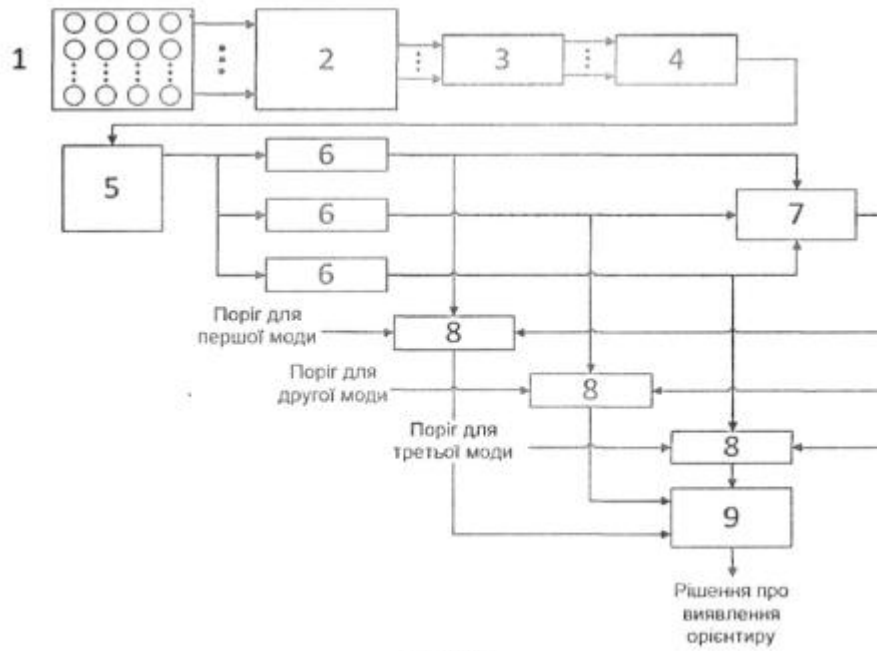 1
2
3
4
5
6
7
6
6
Поріг для
першої моди
8
Поріг для
другої моди
8
Поріг для
третьої моди
8
9
Рішення про
виявлення
орієнтиру